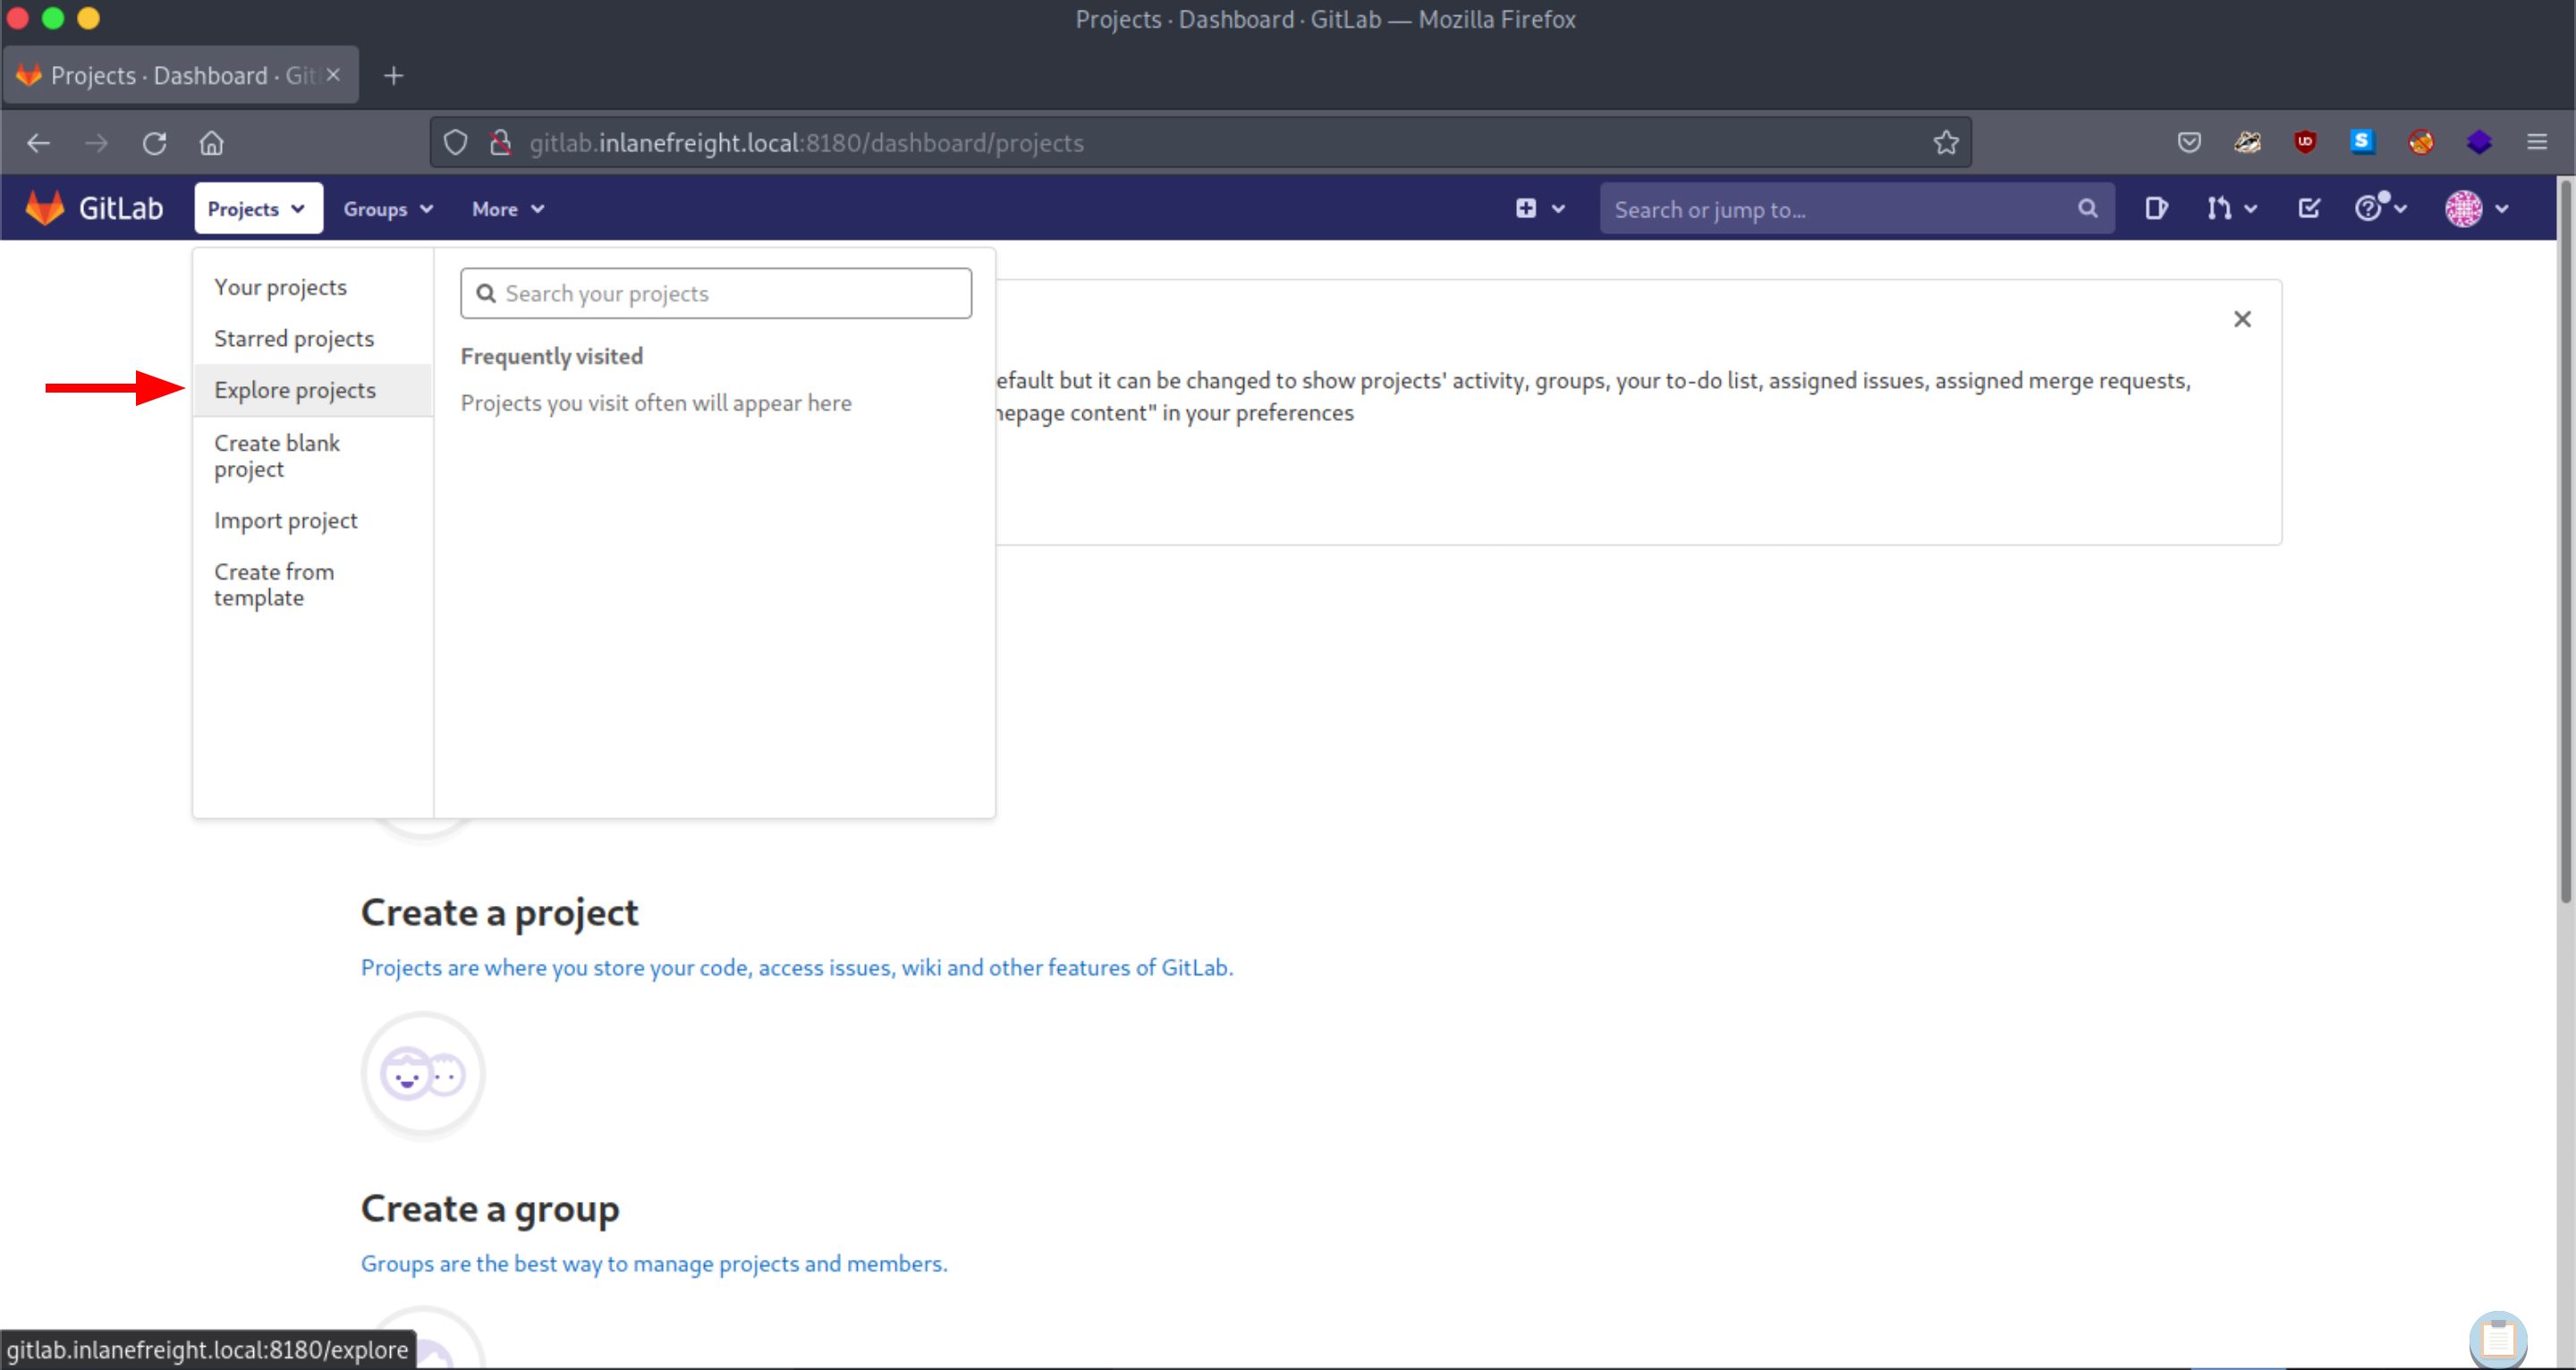 Projects · Dashboard · GitLab — Mozilla Firefox
Projects · Dashboard · Git
gitlab.inlanefreight.local:8180/dashboard/projects
GitLab Projects Groups More Search or jump to...
Your projects
Starred projects
Explore projects
Create blank
project
Import project
Create from
template
Search your projects
Frequently visited
Projects you visit often will appear here
efault but it can be changed to show projects' activity, groups, your to-do list, assigned issues, assigned merge requests,
epage content" in your preferences
Create a project
Projects are where you store your code, access issues, wiki and other features of GitLab.
Create a group
Groups are the best way to manage projects and members.
gitlab.inlanefreight.local:8180/explore